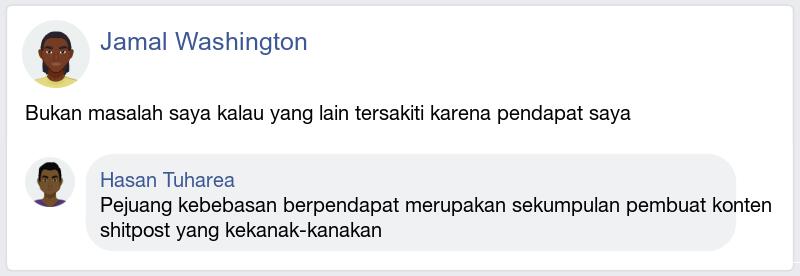 Jamal Washington
Bukan masalah saya kalau yang lain tersakiti karena pendapat saya
Hasan Tuharea
Pejuang kebebasan berpendapat merupakan sekumpulan pembuat konten
shitpost yang kekanak-kanakan